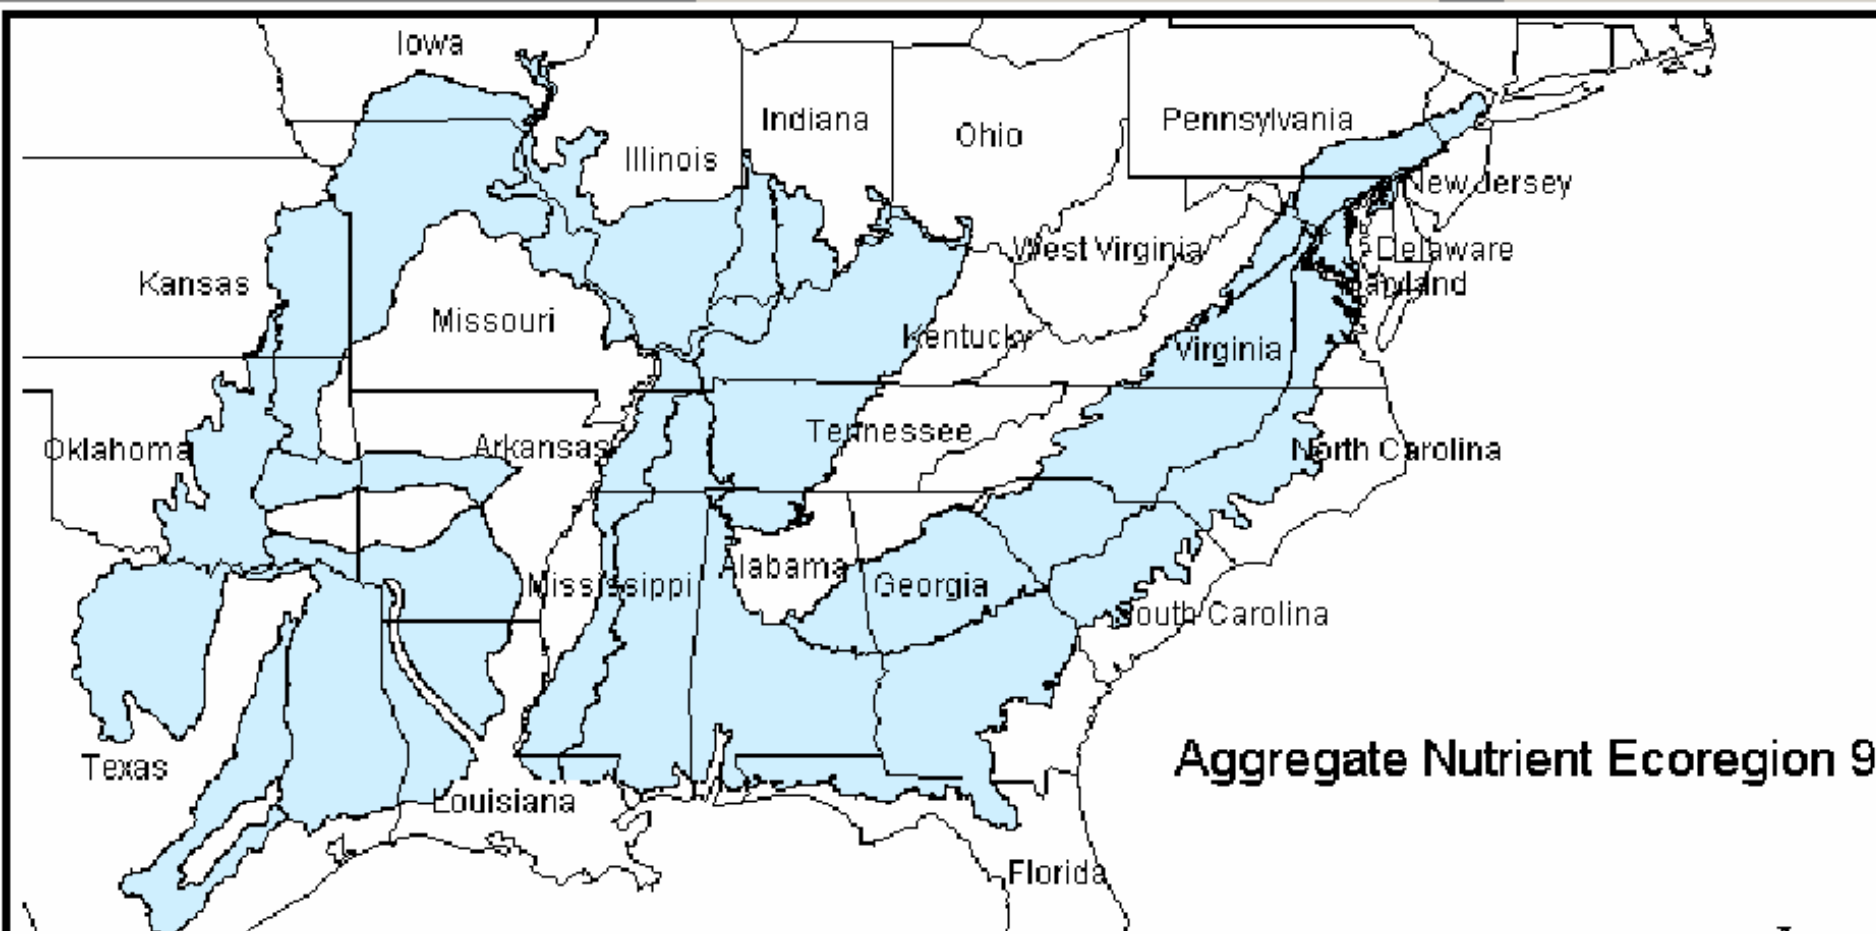 Iowa
Indiana
Ohio
Pennsylvania
Illinois
New Jersey
West Virginia
Delaware
Kansas
Missouri
Kentucky
Virginia
Tennessee
Oklahoma
Arkansas
North Carolina
Mississippi
Alabama
Georgia
South Carolina
Texas
Aggregate Nutrient Ecoregion 9
Louisiana
Florida